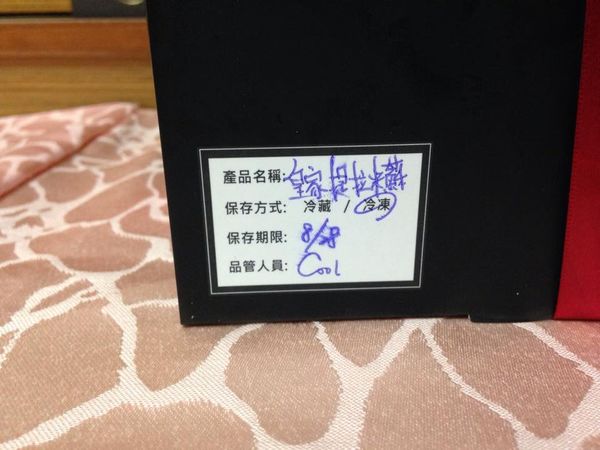 產品名稱: 皇家提拉米蘇
保存方式: 冷藏 / 冷凍
保存期限: 8/28
品管人員: Cool